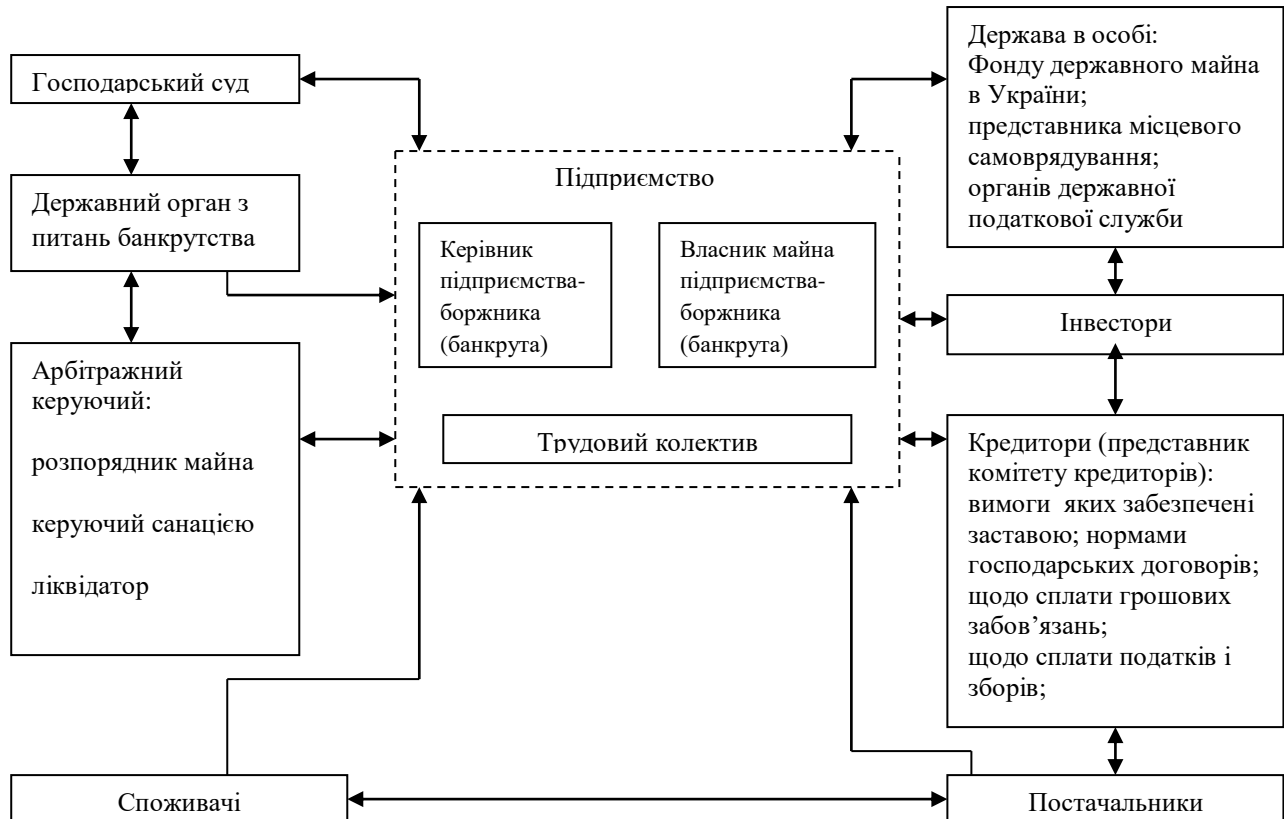 Господарський суд
Державний орган з
питань банкрутства
Арбітражний
керуючий:
розпорядник майна
керуючий санацією
ліквідатор
Підприємство
Керівник
підприємства-
боржника
(банкрута)
Власник майна
підприємства-
боржника
(банкрута)
Трудовий колектив
Держава в особі:
Фонду державного майна
в України;
представника місцевого
самоврядування;
органів державної
податкової служби
Інвестори
Кредитори (представник
комітету кредиторів):
вимоги яких забезпечені
заставою; нормами
господарських договорів;
щодо сплати грошових
забов’язань;
щодо сплати податків і
зборів;
Споживачі
Постачальники